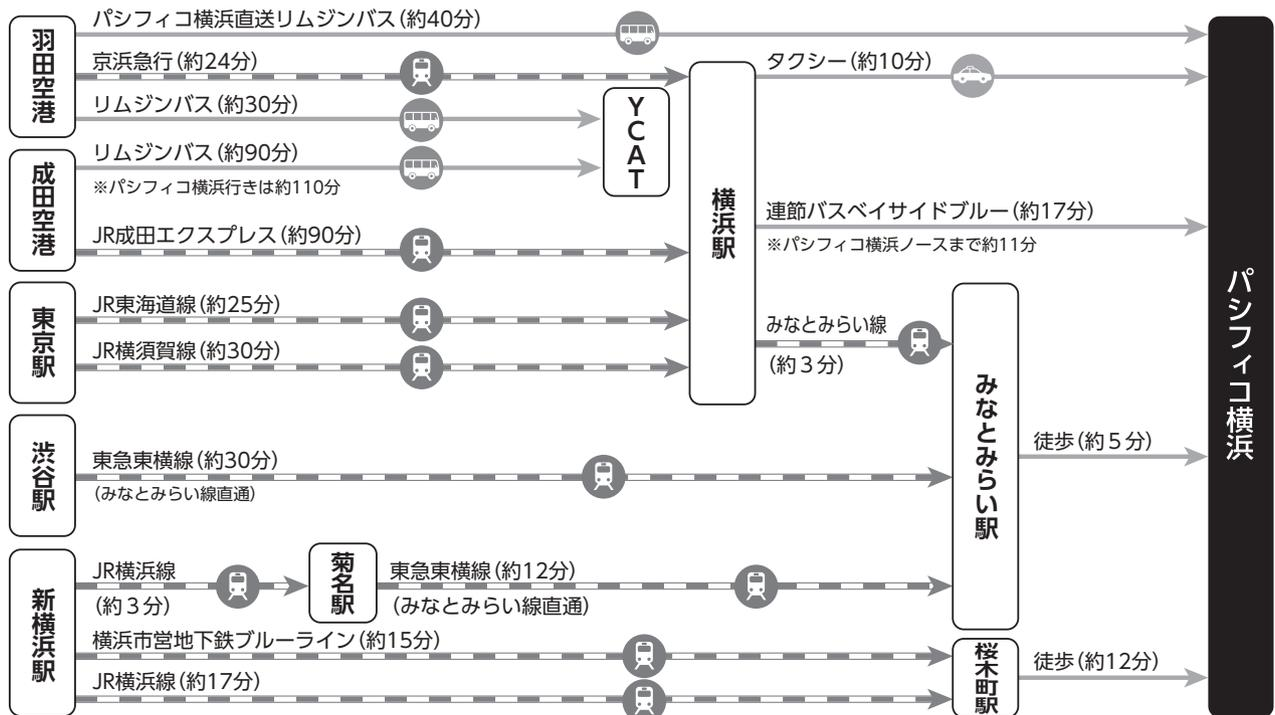 羽田空港
パシフィコ横浜直送リムジンバス（約40分）
京浜急行（約24分）
リムジンバス（約30分）
YCAT
タクシー（約10分）
成田空港
リムジンバス（約90分）
※パシフィコ横浜行きは約110分
JR成田エクスプレス（約90分）
横浜駅
連節バスベイサイドブルー（約17分）
※パシフィコ横浜ノースまで約11分
東京駅
JR東海道線（約25分）
JR横須賀線（約30分）
みなとみらい線
（約３分）
渋谷駅
東急東横線（約30分）
（みなとみらい線直通）
みなとみらい駅
徒歩（約５分）
新横浜駅
JR横浜線
（約３分）
菊名駅
東急東横線（約12分）
（みなとみらい線直通）
横浜市営地下鉄ブルーライン（約15分）
JR横浜線（約17分）
桜木町駅
徒歩（約12分）
パシフィコ横浜